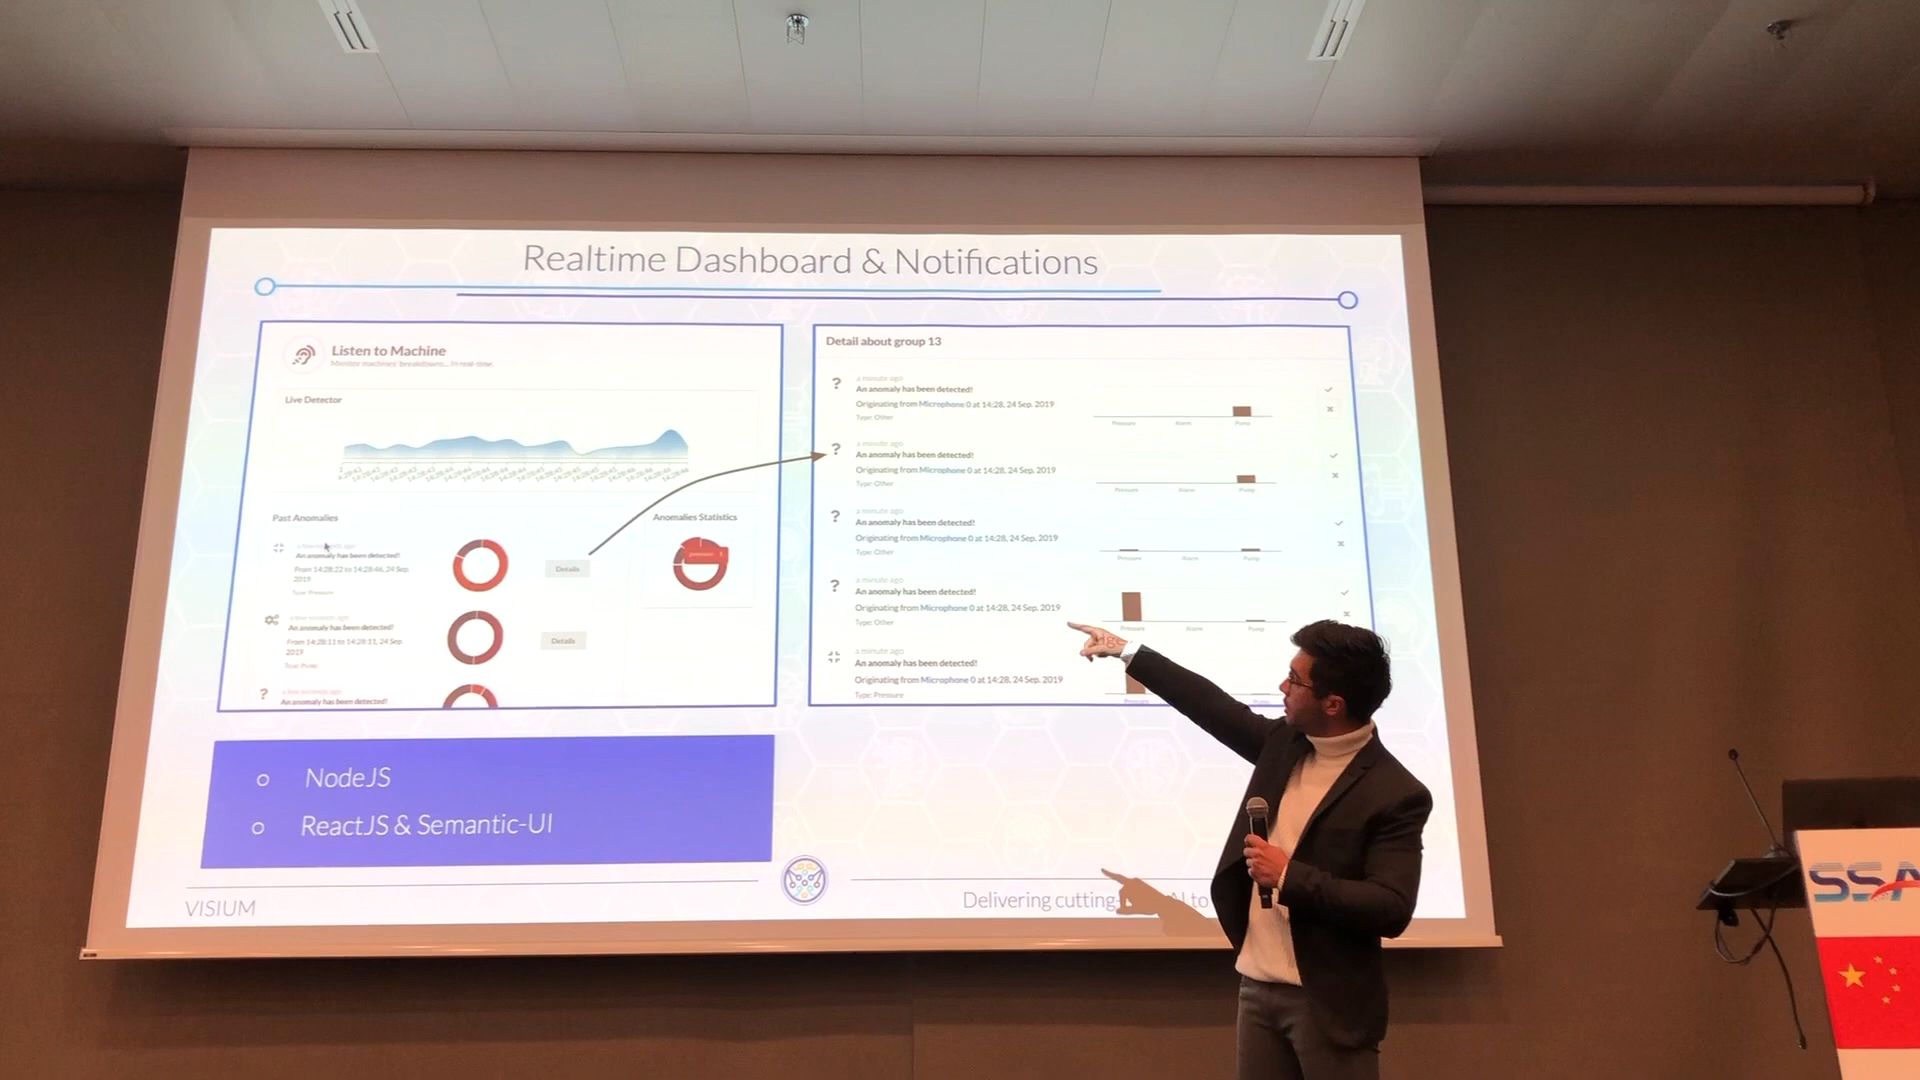 Realtime Dashboard & Notifications
Listen to Machine
Monitor machines' breakdowns... in real-time.
Live Detector
Past Anomalies
An anomaly has been detected!
From 14:28:22 to 14:28:46, 24 Sep.
2019
Type: Pressure
Details
a few seconds ago
An anomaly has been detected!
From 14:28:11 to 14:28:13, 24 Sep.
2019
Type: Pump
Details
a few seconds ago
An anomaly has been detected!
Anomalies Statistics
Detail about group 13
a minute ago
An anomaly has been detected!
Originating from Microphone 0 at 14:28, 24 Sep. 2019
Type: Other
Pressure Alarm Pump
a minute ago
An anomaly has been detected!
Originating from Microphone 0 at 14:28, 24 Sep. 2019
Type: Other
Pressure Alarm Pump
a minute ago
An anomaly has been detected!
Originating from Microphone 0 at 14:28, 24 Sep. 2019
Type: Other
Pressure Alarm Pump
a minute ago
An anomaly has been detected!
Originating from Microphone 0 at 14:28, 24 Sep. 2019
Type: Other
Pressure Alarm Pump
a minute ago
An anomaly has been detected!
Originating from Microphone 0 at 14:28, 24 Sep. 2019
Type: Pressure
NodeJS
ReactJS & Semantic-UI
VISIUM
Delivering cutting- AI to
SSA